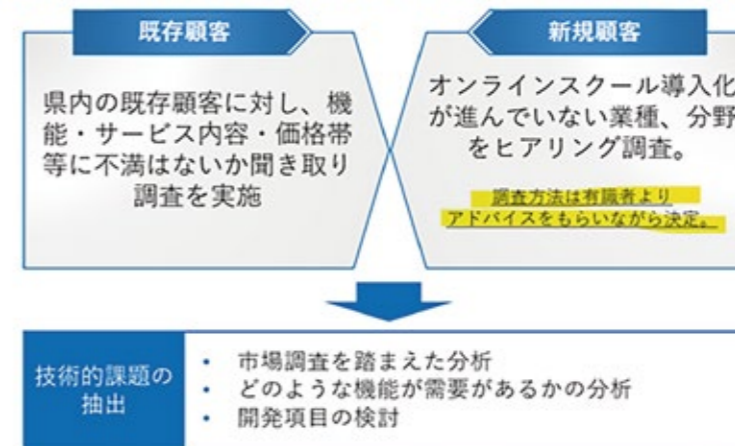 既存顧客
県内の既存顧客に対し、機
能・サービス内容・価格帯
等に不満はないか聞き取り
調査を実施
新規顧客
オンラインスクール導入化
が進んでいない業種、分野
をヒアリング調査。
調査方法は有識者より
アドバイスをもらいながら決定。
技術的課題の
抽出
• 市場調査を踏まえた分析
• どのような機能が需要があるかの分析
• 開発項目の検討